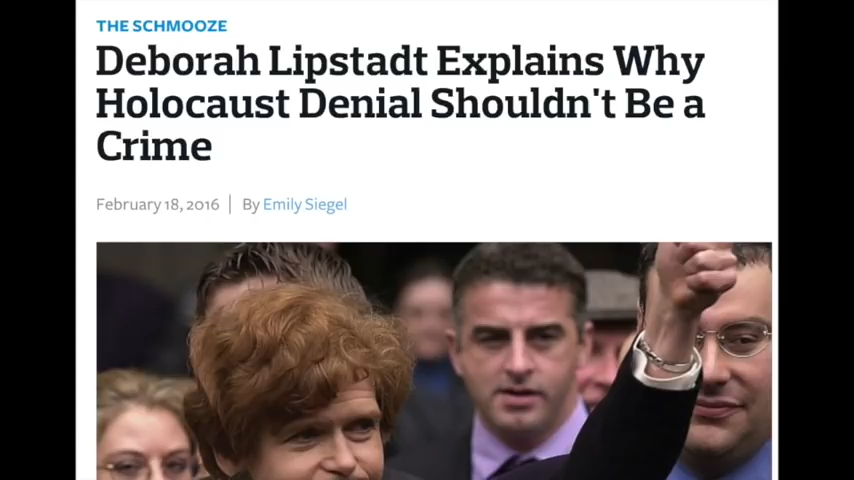 THE SCHMOOZE
Deborah Lipstadt Explains Why
Holocaust Denial Shouldn't Be a
Crime
February 18, 2016 | By Emily Siegel